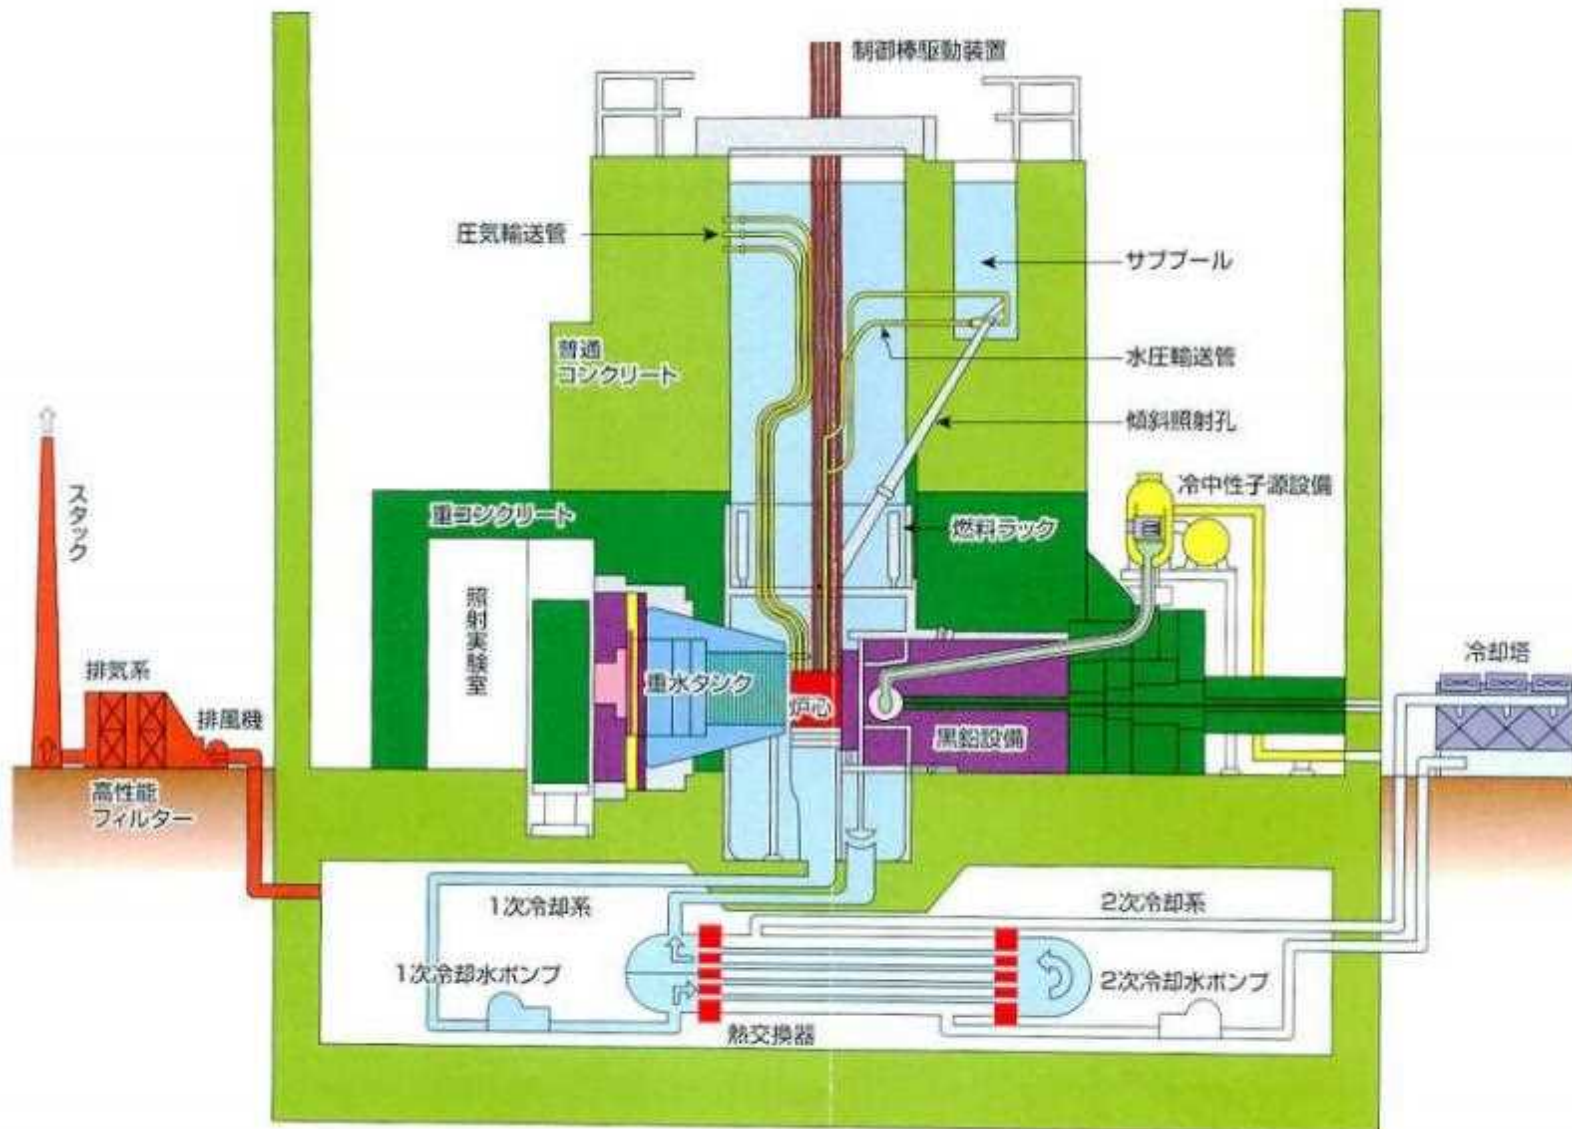 制御棒駆動装置
圧気輸送管
サブプール
普通
コンクリート
水圧輸送管
傾斜照射孔
スタック
重コンクリート
燃料ラック
冷中性子源設備
照射実験室
排気系
重水タンク
炉心
冷却塔
排風機
黒鉛設備
高性能
フィルター
1次冷却系
2次冷却系
1次冷却水ポンプ
2次冷却水ポンプ
熱交換器